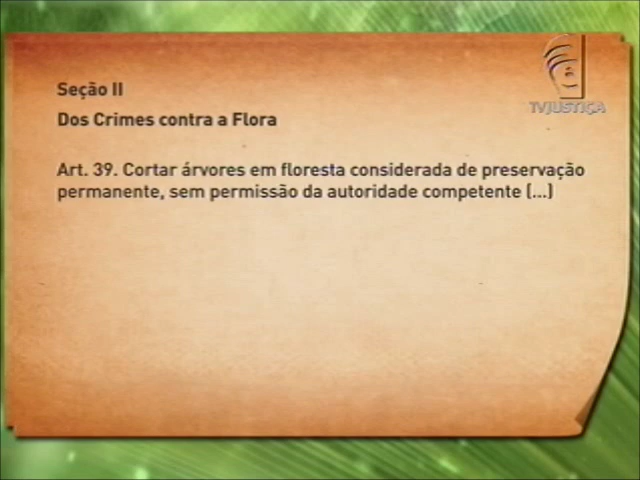 TVJUSTIÇA
Seção II
Dos Crimes contra a Flora
Art. 39. Cortar árvores em floresta considerada de preservação
permanente, sem permissão da autoridade competente (...)